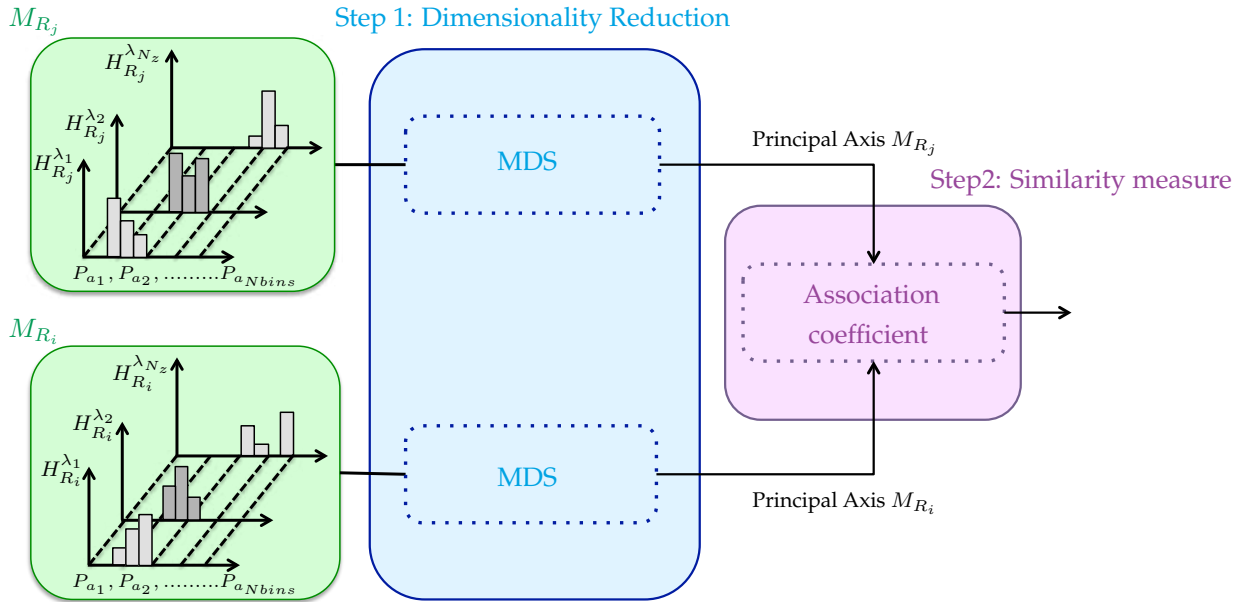 M_{R_j}
Step 1: Dimensionality Reduction
H_{R_j}^{λ_{N_z}}
H_{R_j}^{λ_2}
H_{R_j}^{λ_1}
P_{a_1}, P_{a_2}, .........P_{a_{Nbins}}
MDS
Principal Axis M_{R_j}
Step2: Similarity measure
Association
coefficient
M_{R_i}
H_{R_i}^{λ_{N_z}}
H_{R_i}^{λ_2}
H_{R_i}^{λ_1}
P_{a_1}, P_{a_2}, .........P_{a_{Nbins}}
MDS
Principal Axis M_{R_i}